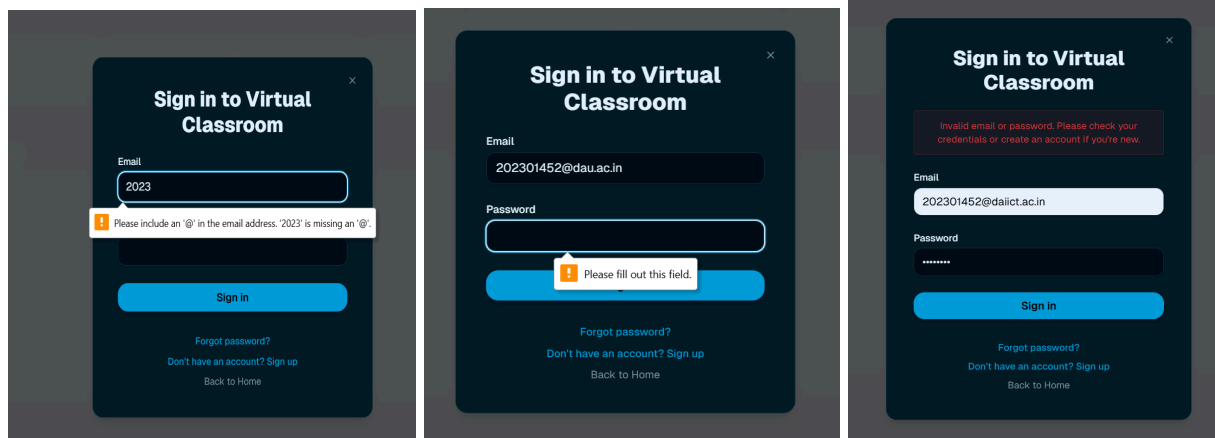 ×
Sign in to Virtual
Classroom
Email
2023
Please include an '@' in the email address. '2023' is missing an '@'.
Sign in
Forgot password?
Don't have an account? Sign up
Back to Home
×
Sign in to Virtual
Classroom
Email
202301452@dau.ac.in
Password
Please fill out this field.
Forgot password?
Don't have an account? Sign up
Back to Home
×
Sign in to Virtual
Classroom
Invalid email or password. Please check your
credentials or create an account if you're new.
Email
202301452@daiict.ac.in
Password
••••••••
Sign in
Forgot password?
Don't have an account? Sign up
Back to Home